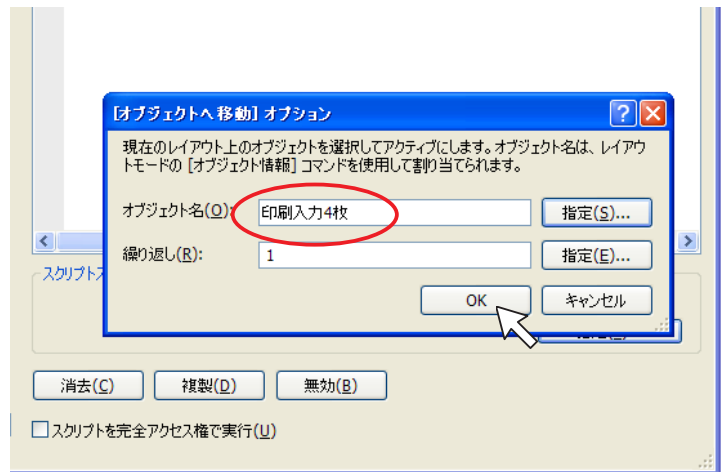 [オブジェクトへ移動] オプション
現在のレイアウト上のオブジェクトを選択してアクティブにします。オブジェクト名は、レイアウ
トモードの [オブジェクト情報] コマンドを使用して割り当てられます。
オブジェクト名(O): 印刷入力4枚 指定(S)...
繰り返し(R): 1 指定(E)...
スクリプトス
OK キャンセル
消去(C) 複製(D) 無効(B)
スクリプトを完全アクセス権で実行(U)